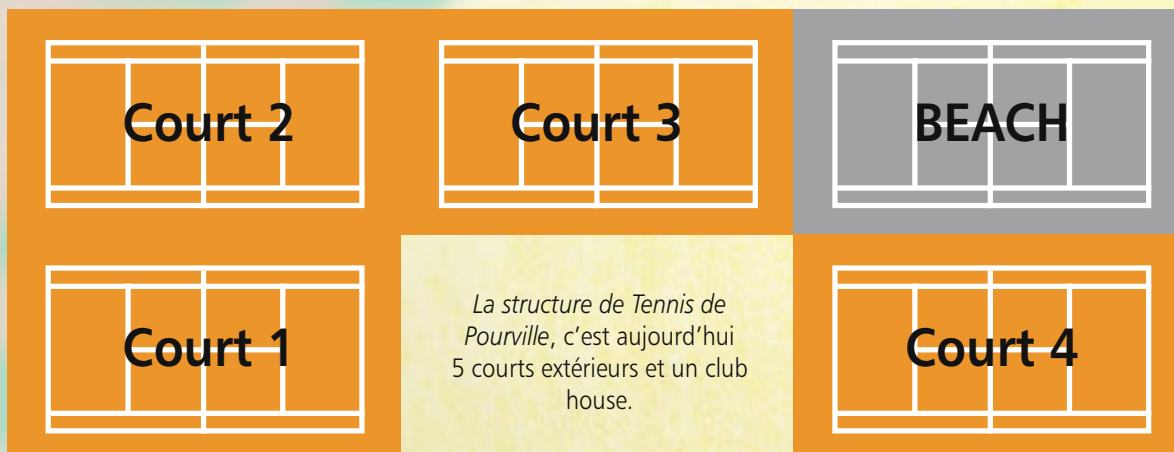 Court 2
Court 3
BEACH
Court 1
La structure de Tennis de
Pourville, c’est aujourd’hui
5 courts extérieurs et un club
house.
Court 4